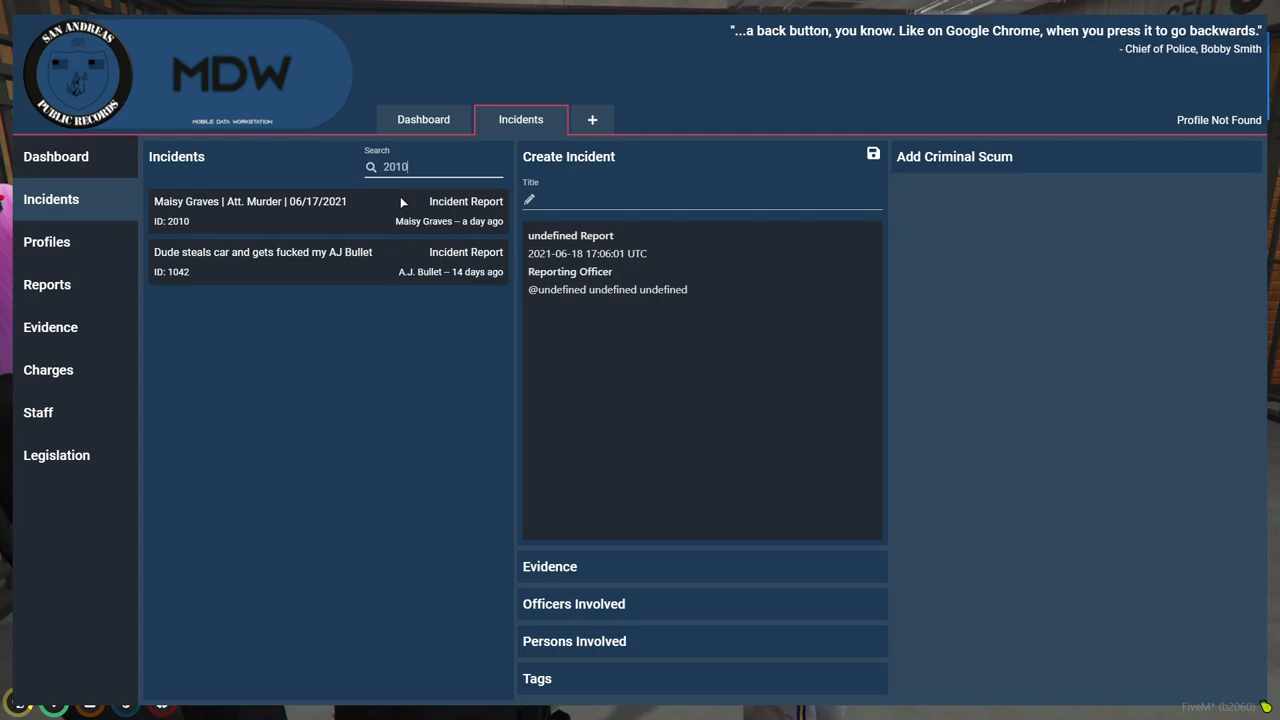 SAN ANDREAS
PUBLIC RECORDS
MDW
MOBILE DATA WORKSTATION
"...a back button, you know. Like on Google Chrome, when you press it to go backwards."
- Chief of Police, Bobby Smith
Dashboard
Incidents
+
Profile Not Found
Dashboard
Incidents
Profiles
Reports
Evidence
Charges
Staff
Legislation
Incidents
Search
2010
Maisy Graves | Att. Murder | 06/17/2021
Incident Report
ID: 2010
Maisy Graves – a day ago
Dude steals car and gets fucked my AJ Bullet
Incident Report
ID: 1042
A.J. Bullet – 14 days ago
Create Incident
Title
undefined Report
2021-06-18 17:06:01 UTC
Reporting Officer
@undefined undefined undefined
Evidence
Officers Involved
Persons Involved
Tags
Add Criminal Scum
FiveM* (b2060)